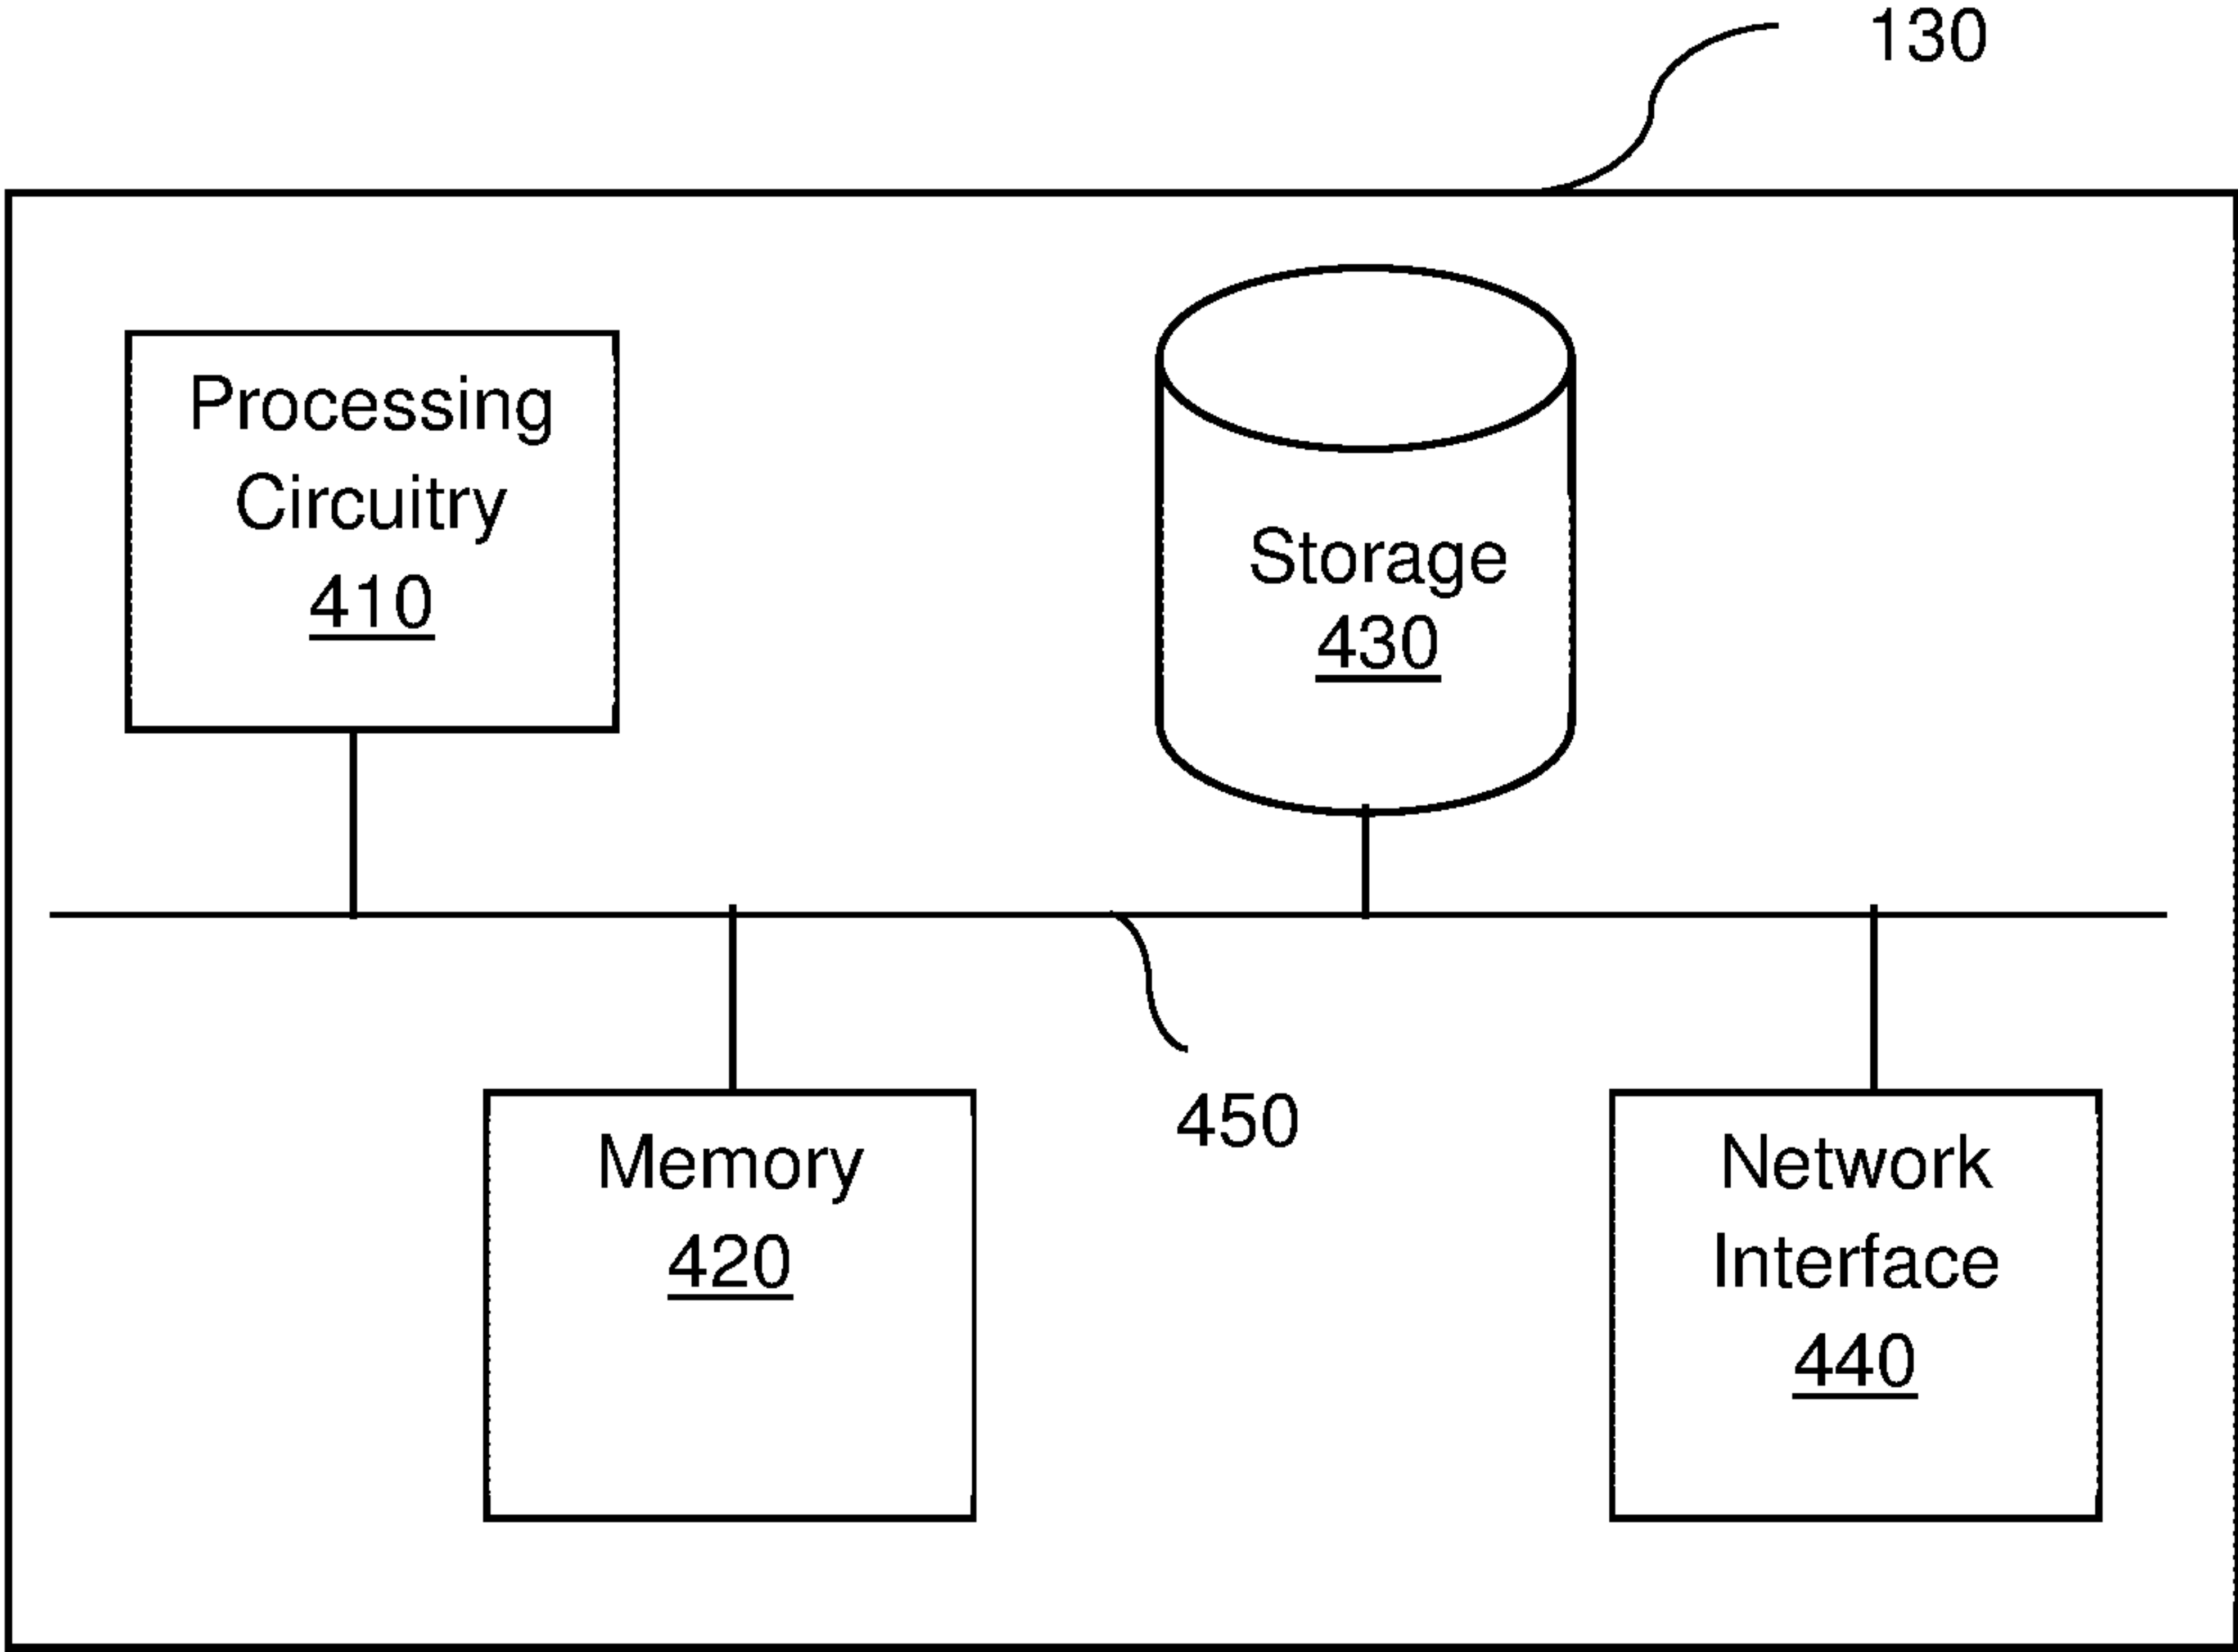 130
Processing
Circuitry
410
Storage
430
450
Memory
420
Network
Interface
440